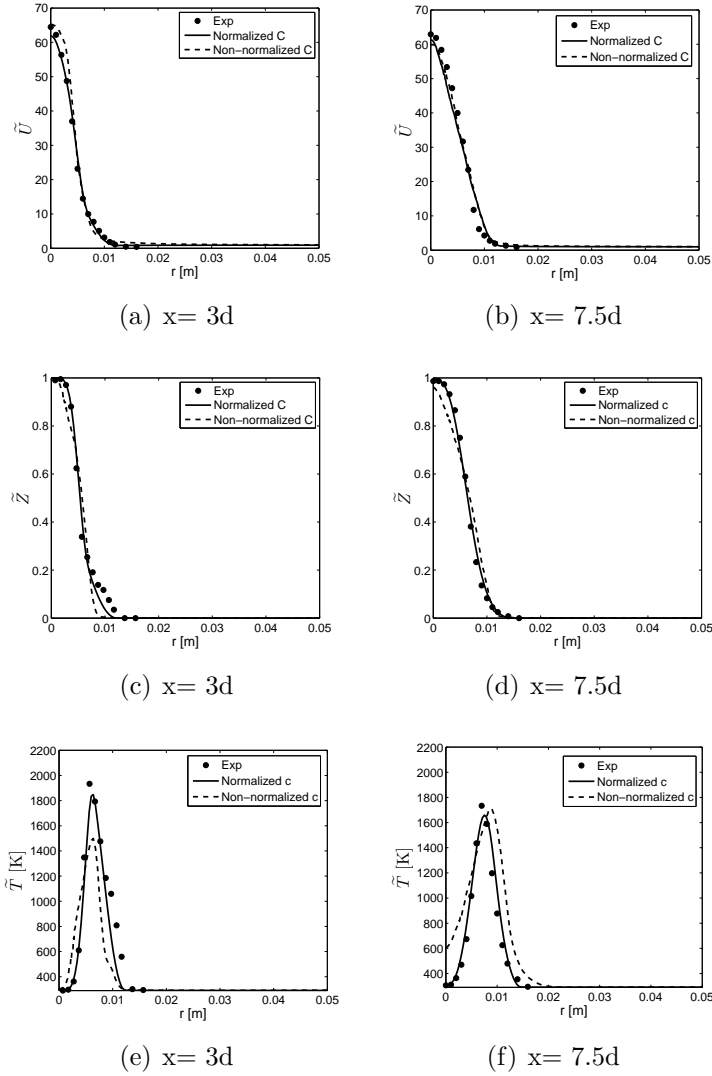 70
60
50
40
30
20
10
0
0 0.01 0.02 0.03 0.04 0.05
Ũ
r [m]
Exp
Normalized C
Non−normalized C
(a) x= 3d
70
60
50
40
30
20
10
0
0 0.01 0.02 0.03 0.04 0.05
Ũ
r [m]
Exp
Normalized C
Non−normalized C
(b) x= 7.5d
1
0.8
0.6
0.4
0.2
0
0 0.01 0.02 0.03 0.04 0.05
Z̃
r [m]
Exp
Normalized C
Non−normalized C
(c) x= 3d
1
0.8
0.6
0.4
0.2
0
0 0.01 0.02 0.03 0.04 0.05
Z̃
r [m]
Exp
Normalized c
Non−normalized c
(d) x= 7.5d
2200
2000
1800
1600
1400
1200
1000
800
600
400
0 0.01 0.02 0.03 0.04 0.05
T̃ [K]
r [m]
Exp
Normalized c
Non−normalized c
(e) x= 3d
2200
2000
1800
1600
1400
1200
1000
800
600
400
0 0.01 0.02 0.03 0.04 0.05
T̃ [K]
r [m]
Exp
Normalized c
Non−normalized c
(f) x= 7.5d